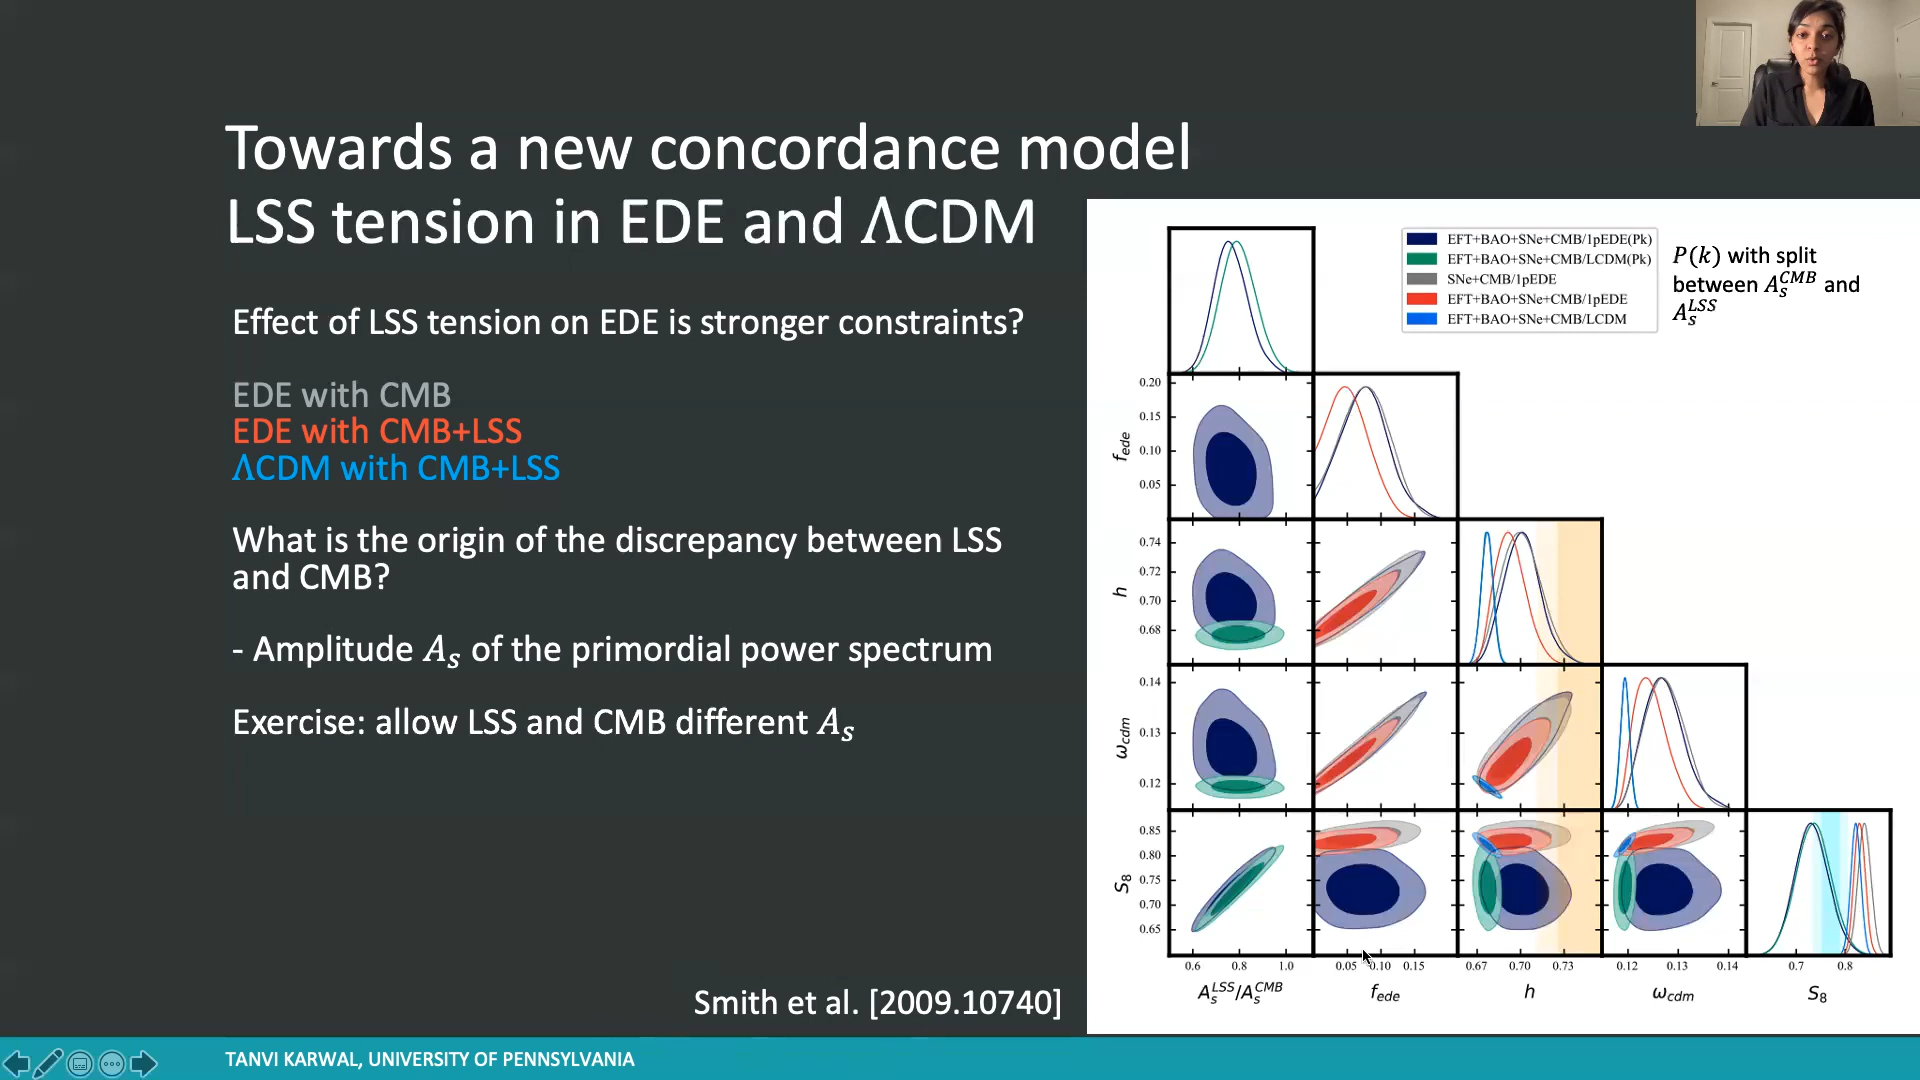 Towards a new concordance model
LSS tension in EDE and ΛCDM
Effect of LSS tension on EDE is stronger constraints?
EDE with CMB
EDE with CMB+LSS
ΛCDM with CMB+LSS
What is the origin of the discrepancy between LSS
and CMB?
- Amplitude A_s of the primordial power spectrum
Exercise: allow LSS and CMB different A_s
Smith et al. [2009.10740]
EFT+BAO+SNe+CMB/1pEDE(Pk)
EFT+BAO+SNe+CMB/LCDM(Pk)
SNe+CMB/1pEDE
EFT+BAO+SNe+CMB/1pEDE
EFT+BAO+SNe+CMB/LCDM
P(k) with split
between A_s^CMB and
A_s^LSS
f_ede
0.20
0.15
0.10
0.05
h
0.74
0.72
0.70
0.68
ω_cdm
0.14
0.13
0.12
S_8
0.85
0.80
0.75
0.70
0.65
0.6 0.8 1.0 0.05 0.10 0.15 0.67 0.70 0.73 0.12 0.13 0.14 0.7 0.8
A_s^LSS/A_s^CMB f_ede h ω_cdm S_8
TANVI KARWAL, UNIVERSITY OF PENNSYLVANIA